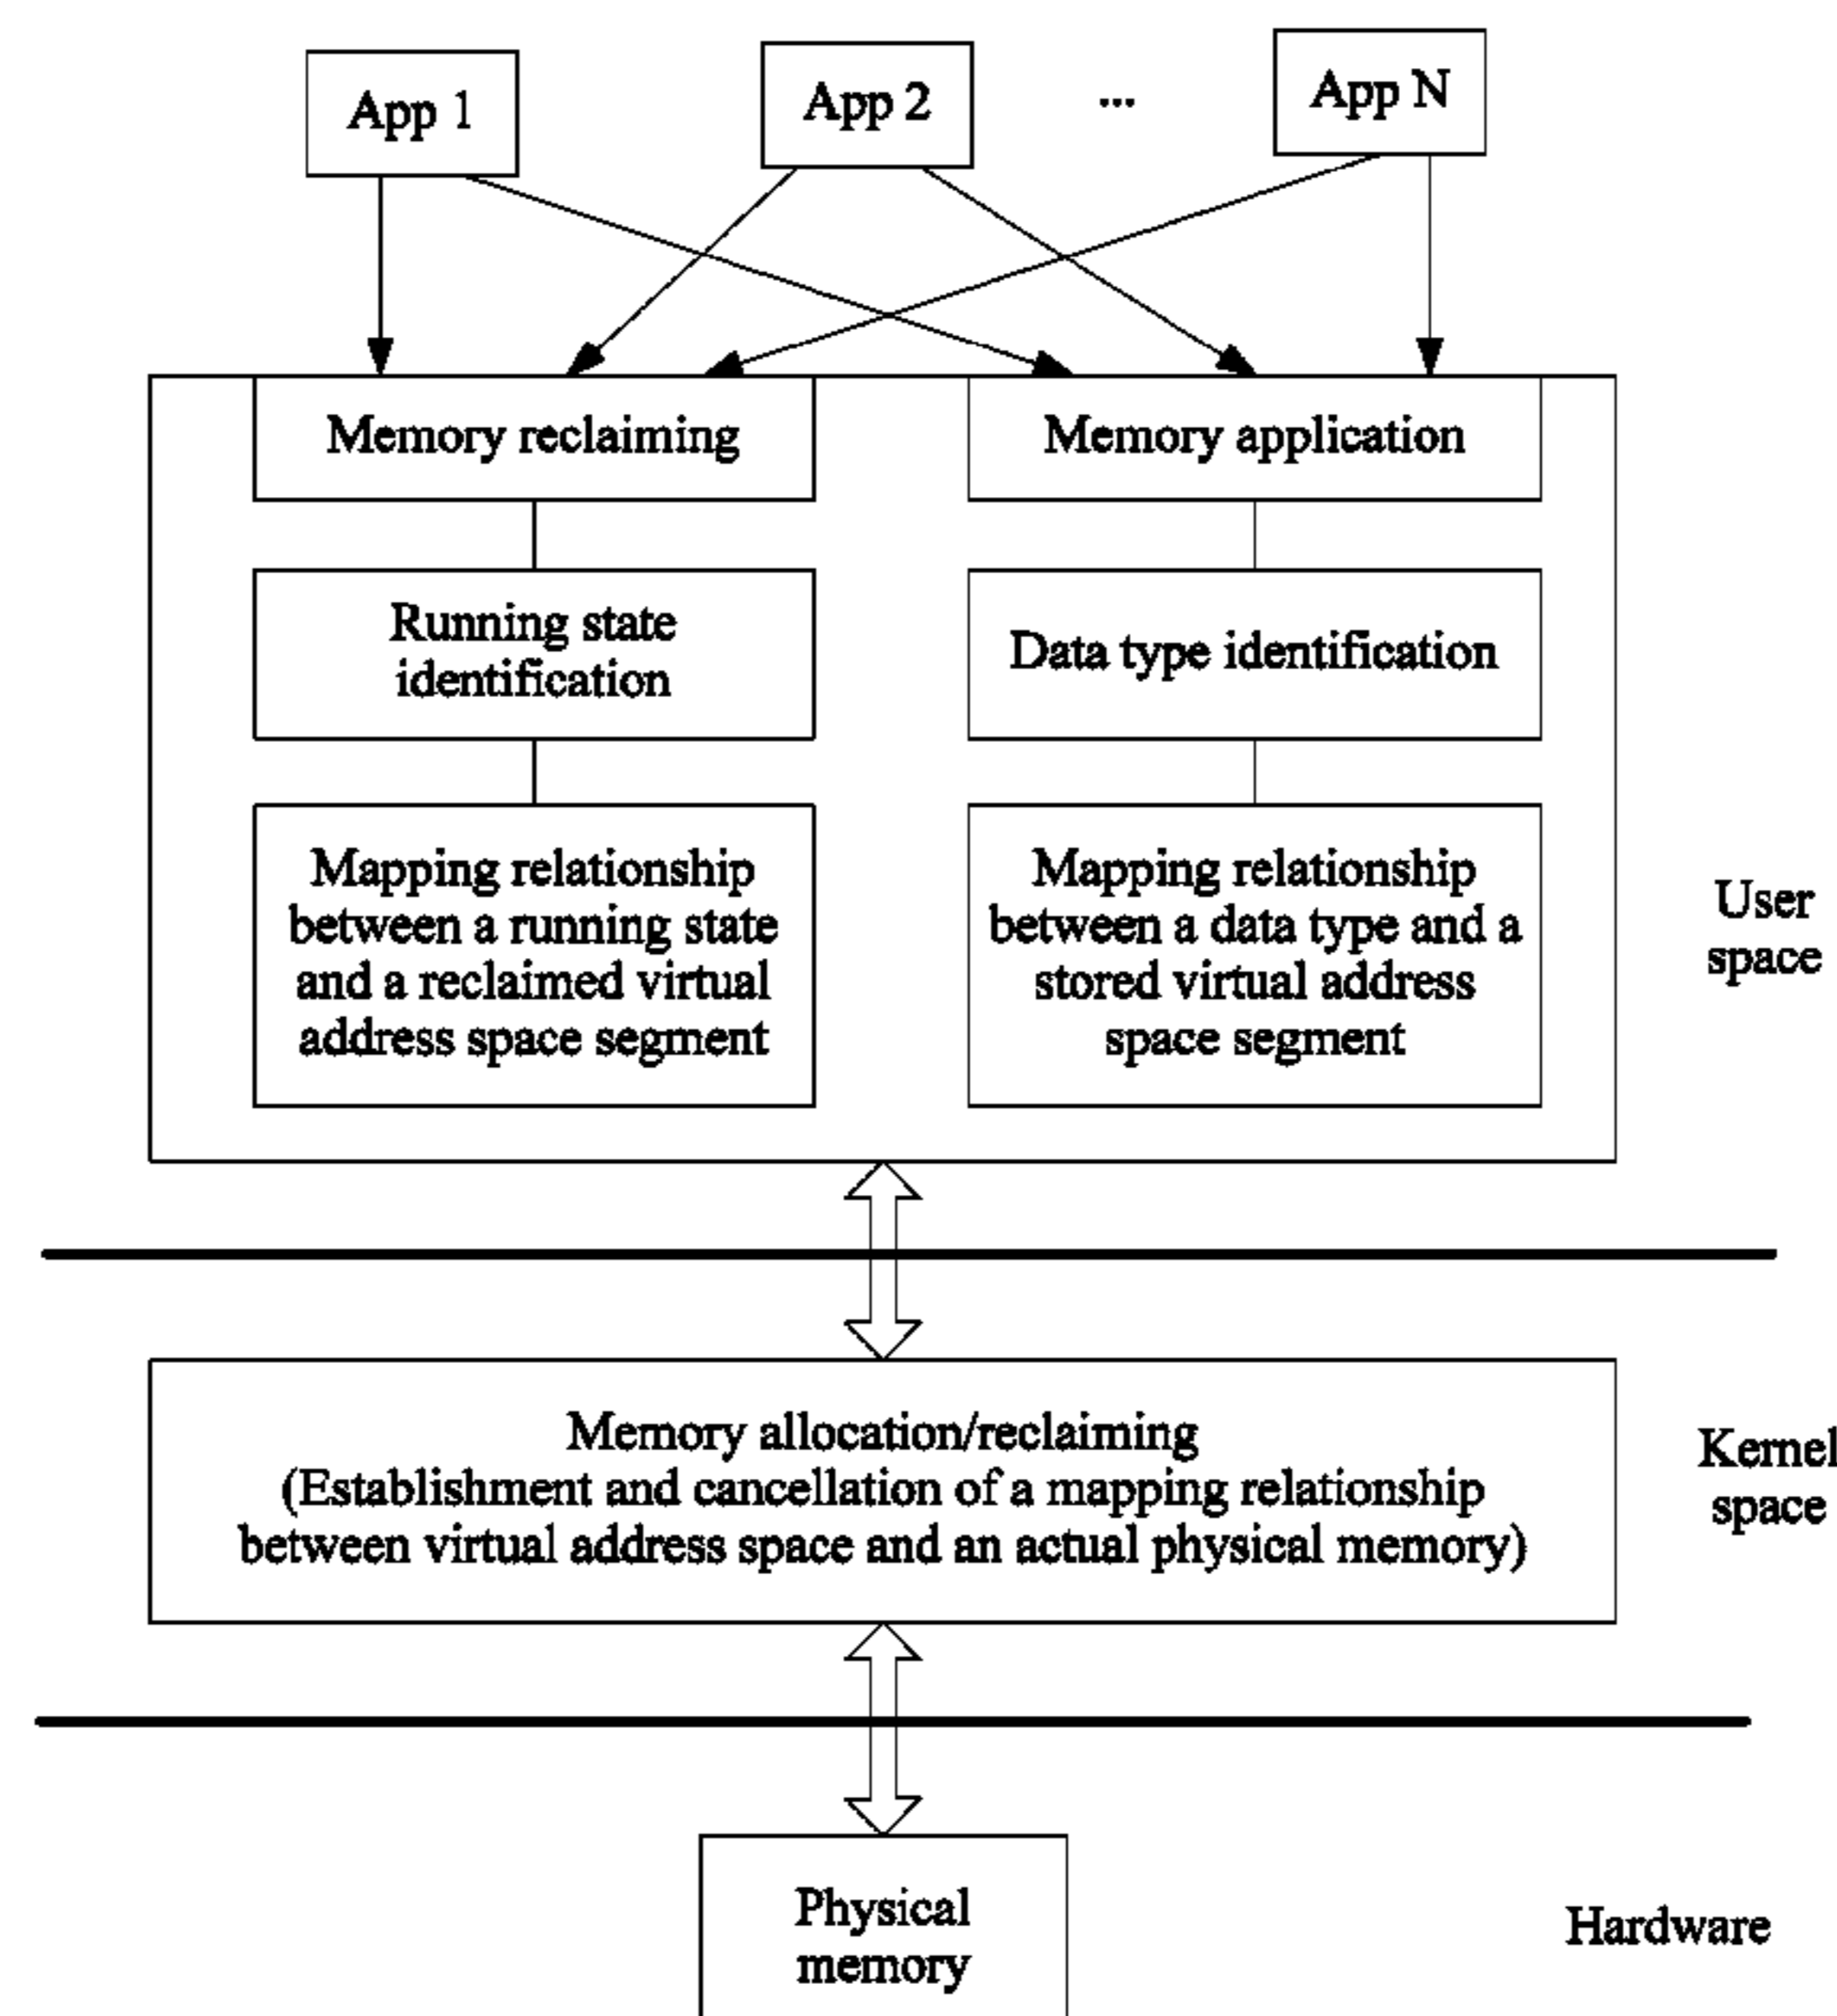 App 1
App 2
...
App N
Memory reclaiming
Memory application
Running state
identification
Data type identification
Mapping relationship
between a running state
and a reclaimed virtual
address space segment
Mapping relationship
between a data type and a
stored virtual address
space segment
User
space
Memory allocation/reclaiming
(Establishment and cancellation of a mapping relationship
between virtual address space and an actual physical memory)
Kernel
space
Physical
memory
Hardware